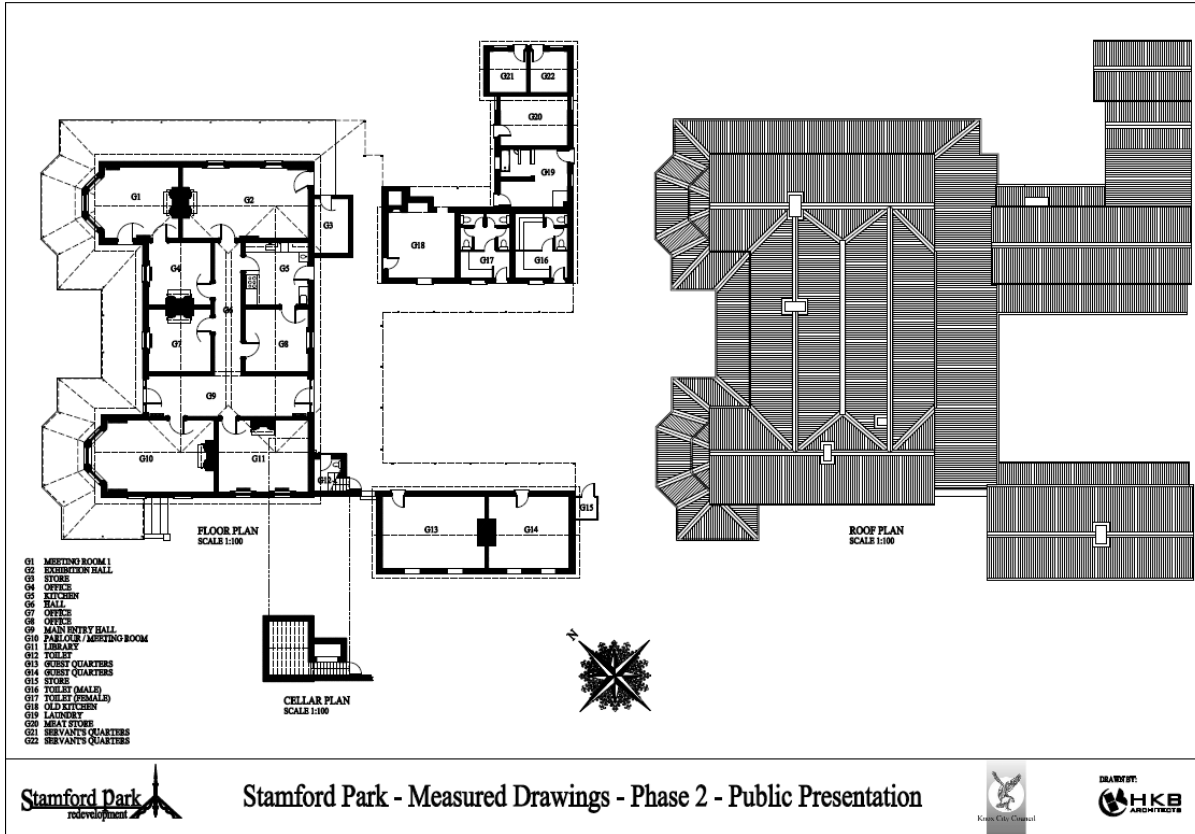 G21
G22
G20
G19
G1
G2
G3
G18
G17
G16
G4
G5
G6
G7
G8
G9
G10
G11
G12
G13
G14
G15
FLOOR PLAN
SCALE 1:100
ROOF PLAN
SCALE 1:100
G1 MEETING ROOM 1
G2 EXHIBITION HALL
G3 STORE
G4 OFFICE
G5 KITCHEN
G6 HALL
G7 OFFICE
G8 OFFICE
G9 MAIN ENTRY HALL
G10 PARLOUR / MEETING ROOM
G11 LIBRARY
G12 TOILET
G13 GUEST QUARTERS
G14 GUEST QUARTERS
G15 STORE
G16 TOILET (MALE)
G17 TOILET (FEMALE)
G18 OLD KITCHEN
G19 LAUNDRY
G20 MEAT STORE
G21 SERVANT'S QUARTERS
G22 SERVANT'S QUARTERS
CELLAR PLAN
SCALE 1:100
N
Stamford Park
redevelopment
Stamford Park - Measured Drawings - Phase 2 - Public Presentation
Knox City Council
DRAWN BY:
HKB
ARCHITECTS